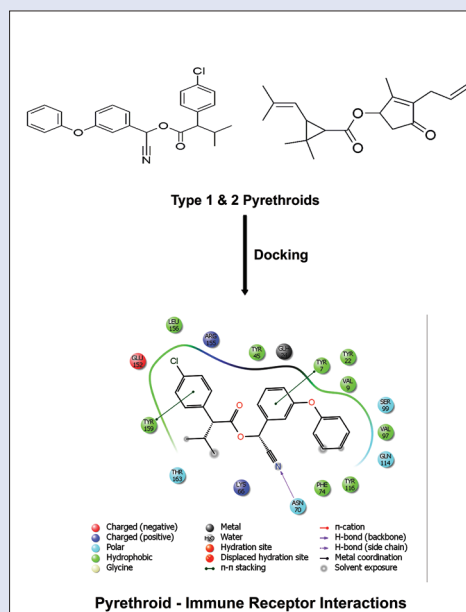 Cl
O
O
O
N
O
O
O
Type 1 & 2 Pyrethroids
Docking
LEU
156
ARG
TYR
45
TYR
7
TYR
22
GLU
152
Cl
VAL
9
SER
99
O
O
TYR
159
O
VAL
97
GLN
114
THR
163
N
PHE
74
TYR
116
ASN
70
Charged (negative)
Charged (positive)
Polar
Hydrophobic
Glycine
Metal
H₂O Water
Hydration site
Displaced hydration site
n-n stacking
n-cation
H-bond (backbone)
H-bond (side chain)
Metal coordination
Solvent exposure
Pyrethroid - Immune Receptor Interactions